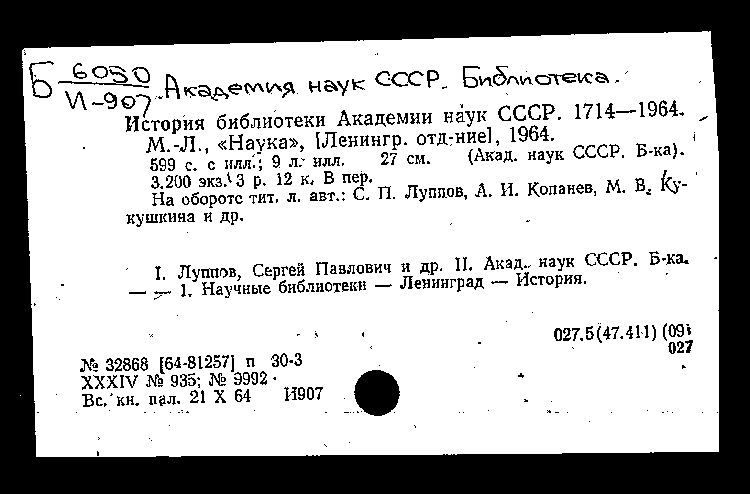 Б 6030
И-907
Академия наук СССР. Библиотека.
История библиотеки Академии наук СССР. 1714—1964.
М.-Л., «Наука», [Ленингр. отд-ние], 1964.
599 с. с илл.; 9 л. илл. 27 см. (Акад. наук СССР. Б-ка).
3.200 экз. 3 р. 12 к. В пер.
На обороте тит. л. авт.: С. П. Луппов, А. И. Копанев, М. В. Ку-
кушкина и др.
I. Луппов, Сергей Павлович и др. II. Акад. наук СССР. Б-ка.
— — 1. Научные библиотеки — Ленинград — История.
027.5(47.411) (09)
027
№ 32868 [64-81257] п 30-3
XXXIV № 935; № 9992
Вс. кн. пал. 21 X 64 И907